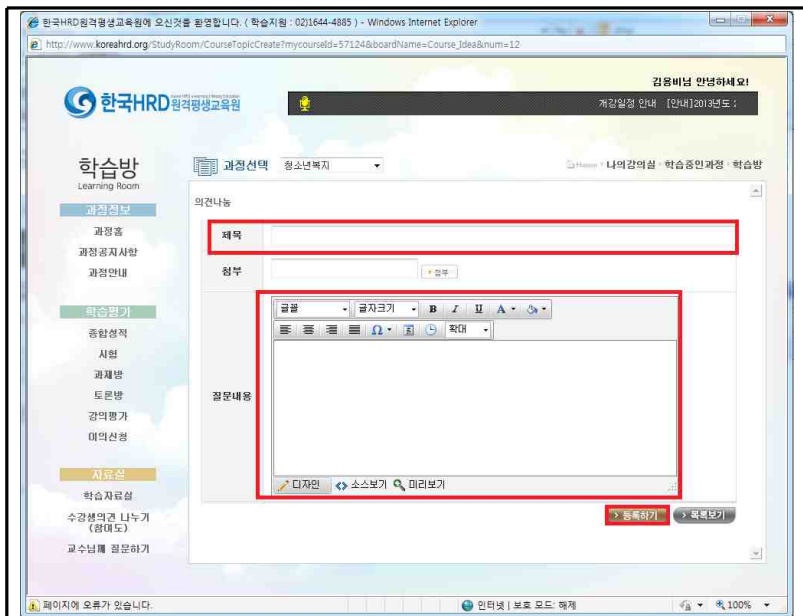 한국HRD원격평생교육원에 오신것을 환영합니다. ( 학습지원 : 02)1644-4885 ) - Windows Internet Explorer
http://www.koreahrd.org/StudyRoom/CourseTopicCreate?mycourseId=57124&boardName=Course_Idea&num=12
김용비님 안녕하세요!
한국HRD원격평생교육원
개강일정 안내 [안내]2013년도
학습방
Learning Room
과정선택 청소년복지
Home 나의강의실 학습중인과정 학습방
과정정보
과정홈
과정공지사항
과정안내
학습평가
종합성적
시험
과제방
토론방
강의평가
이의신청
자료실
학습자료실
수강생의견 나누기
(참여도)
교수님께 질문하기
의견나눔
제목
첨부 첨부
질문내용
글꼴 글자크기 B I U A
Ω 확대
디자인 소스보기 미리보기
등록하기 목록보기
페이지에 오류가 있습니다. 인터넷 | 보호 모드: 해제 100%